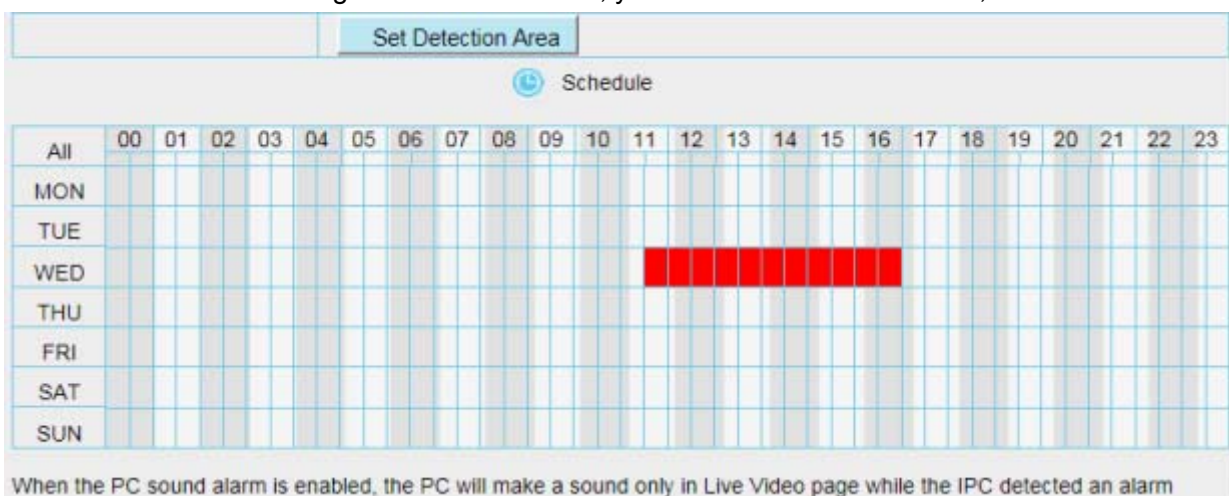 Set Detection Area
Schedule
All 00 01 02 03 04 05 06 07 08 09 10 11 12 13 14 15 16 17 18 19 20 21 22 23
MON
TUE
WED
THU
FRI
SAT
SUN
When the PC sound alarm is enabled, the PC will make a sound only in Live Video page while the IPC detected an alarm